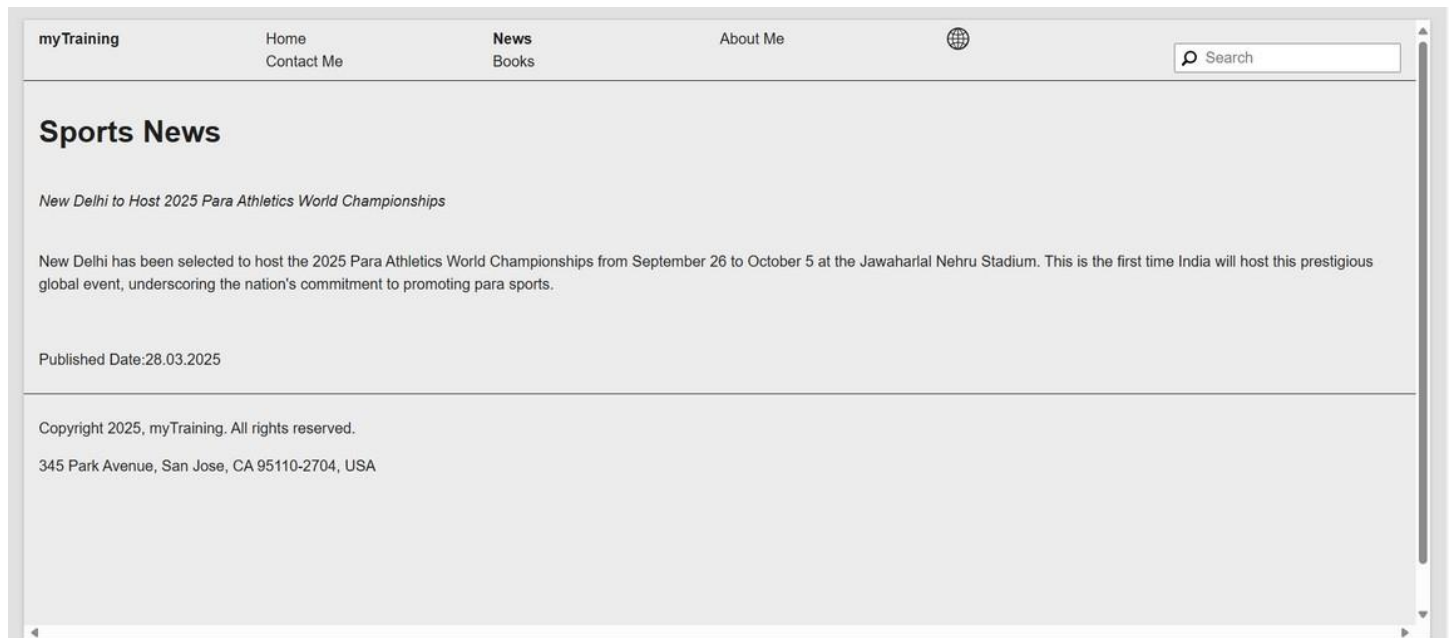 myTraining
Home
News
About Me
Contact Me
Books
Search
Sports News
New Delhi to Host 2025 Para Athletics World Championships
New Delhi has been selected to host the 2025 Para Athletics World Championships from September 26 to October 5 at the Jawaharlal Nehru Stadium. This is the first time India will host this prestigious
global event, underscoring the nation's commitment to promoting para sports.
Published Date:28.03.2025
Copyright 2025, myTraining. All rights reserved.
345 Park Avenue, San Jose, CA 95110-2704, USA